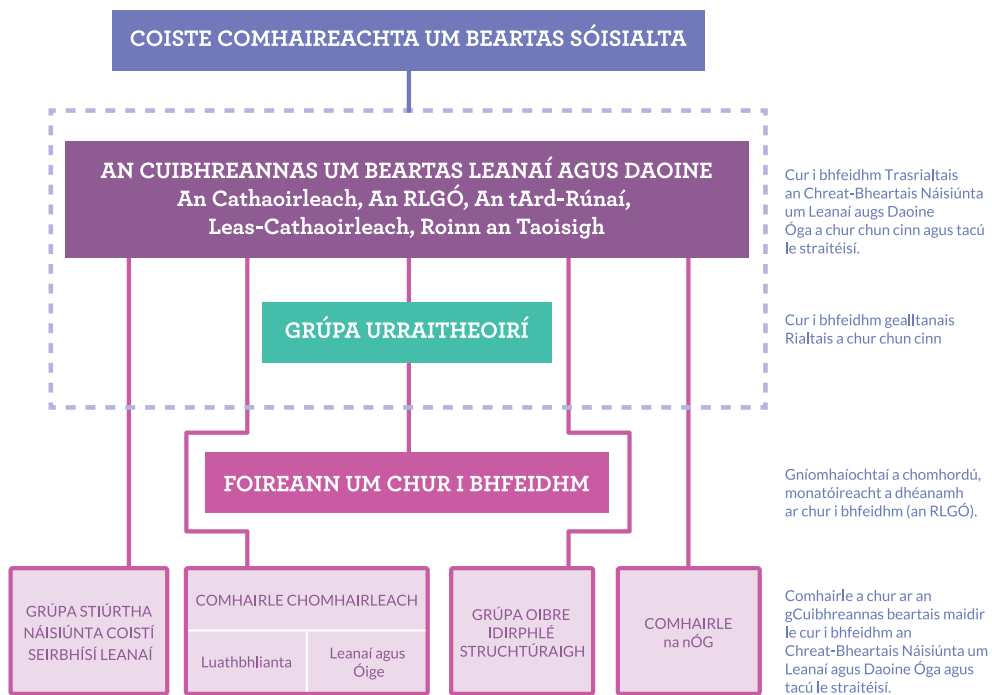 COISTE COMHAIREACHTA UM BEARTAS SÓISIALTA
AN CUIBHREANNAS UM BEARTAS LEANAÍ AGUS DAOINE
An Cathaoirleach, An RLGÓ, An tArd-Rúnaí,
Leas-Cathaoirleach, Roinn an Taoisigh
Cur i bhfeidhm Trasrialtais
an Chreat-Bheartais Náisiúnta
um Leanaí augs Daoine
Óga a chur chun cinn agus tacú
le straitéisí.
GRÚPA URRAITHEOIRÍ
Cur i bhfeidhm gealltanais
Rialtais a chur chun cinn
FOIREANN UM CHUR I BHFEIDHM
Gníomhaíochtaí a chomhordú,
monatóireacht a dhéanamh
ar chur i bhfeidhm (an RLGÓ).
GRÚPA STIÚRTHA
NÁISIÚNTA COISTÍ
SEIRBHÍSÍ LEANAÍ
COMHAIRLE CHOMHAIRLEACH
Luathbhlianta
Leanaí agus
Óige
GRÚPA OIBRE
IDIRPHLÉ
STRUCHTÚRAIGH
COMHAIRLE
na nÓG
Comhairle a chur ar an
gCuibhreannas beartais maidir
le cur i bhfeidhm an
Chreat-Bheartais Náisiúnta um
Leanaí agus Daoine Óga agus
tacú le straitéisí.